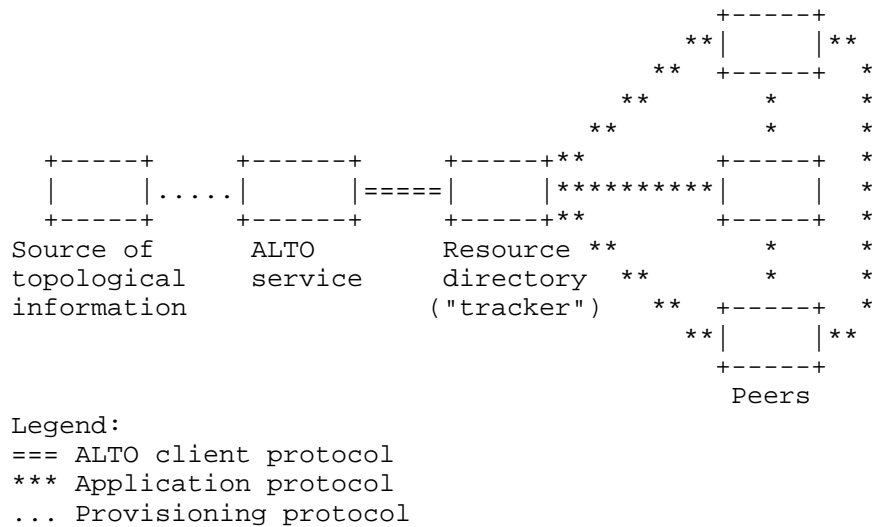 +-----+
                                          **|     |**
                                        **  +-----+  *
                                      **       *     *
                                    **         *     *
  +-----+     +------+     +-----+**        +-----+  *
  |     |.....|      |=====|     |**********|     |  *
  +-----+     +------+     +-----+**        +-----+  *
Source of      ALTO        Resource **         *     *
topological    service     directory  **       *     *
information               ("tracker")   **  +-----+  *
                                          **|     |**
                                            +-----+
                                             Peers
Legend:
=== ALTO client protocol
*** Application protocol
... Provisioning protocol